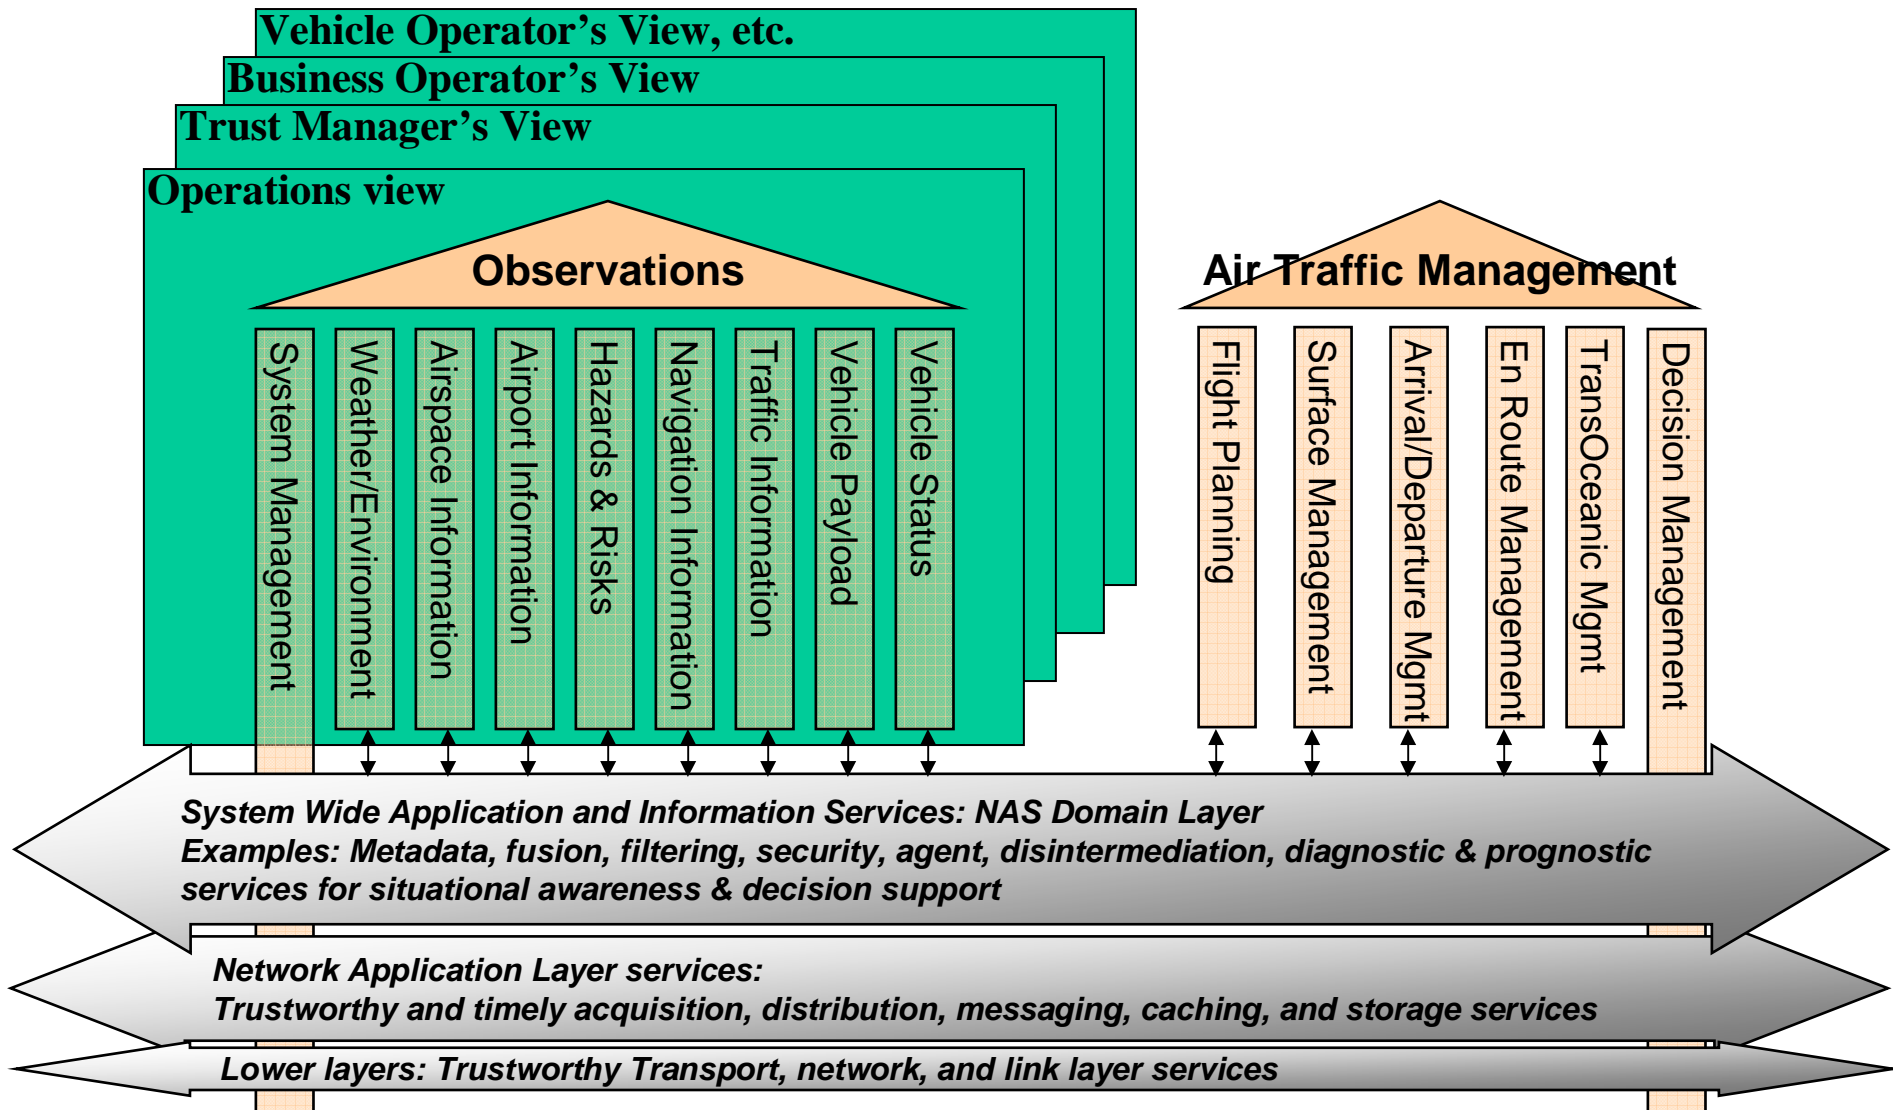 Vehicle Operator's View, etc.
Business Operator's View
Trust Manager's View
Operations view
Observations
System Management
Weather/Environment
Airspace Information
Airport Information
Hazards & Risks
Navigation Information
Traffic Information
Vehicle Payload
Vehicle Status
Air Traffic Management
Flight Planning
Surface Management
Arrival/Departure Mgmt
En Route Management
TransOceanic Mgmt
Decision Management
System Wide Application and Information Services: NAS Domain Layer
Examples: Metadata, fusion, filtering, security, agent, disintermediation, diagnostic & prognostic
services for situational awareness & decision support
Network Application Layer services:
Trustworthy and timely acquisition, distribution, messaging, caching, and storage services
Lower layers: Trustworthy Transport, network, and link layer services